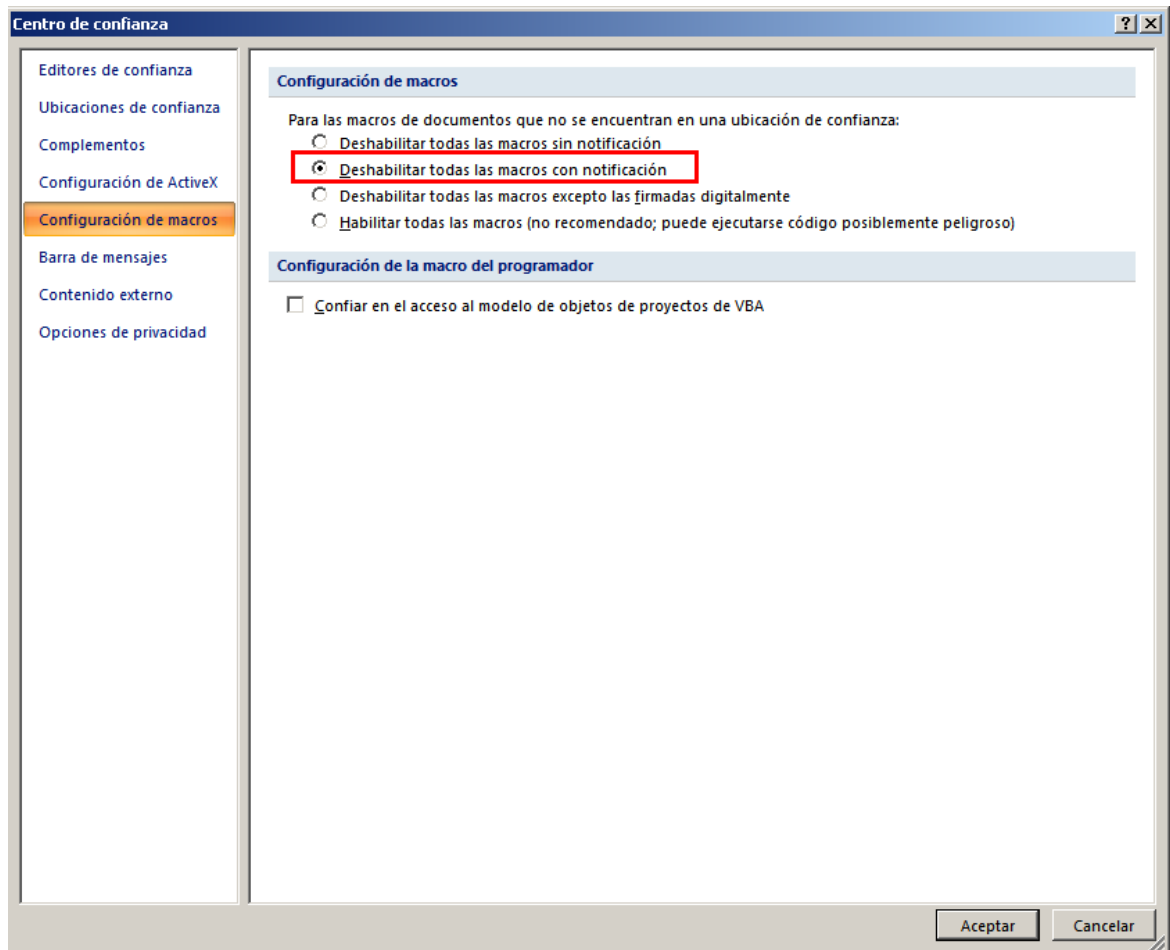 Centro de confianza
Editores de confianza
Ubicaciones de confianza
Complementos
Configuración de ActiveX
Configuración de macros
Barra de mensajes
Contenido externo
Opciones de privacidad
Configuración de macros
Para las macros de documentos que no se encuentran en una ubicación de confianza:
Deshabilitar todas las macros sin notificación
Deshabilitar todas las macros con notificación
Deshabilitar todas las macros excepto las firmadas digitalmente
Habilitar todas las macros (no recomendado; puede ejecutarse código posiblemente peligroso)
Configuración de la macro del programador
Confiar en el acceso al modelo de objetos de proyectos de VBA
Aceptar
Cancelar